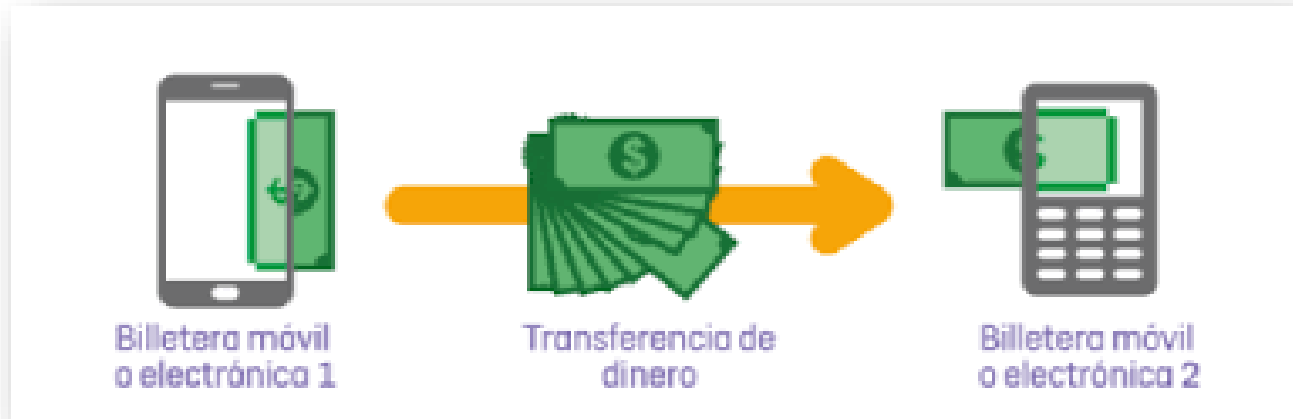 Billetera móvil
o electrónica 1
Transferencia de
dinero
Billetera móvil
o electrónica 2
$
$